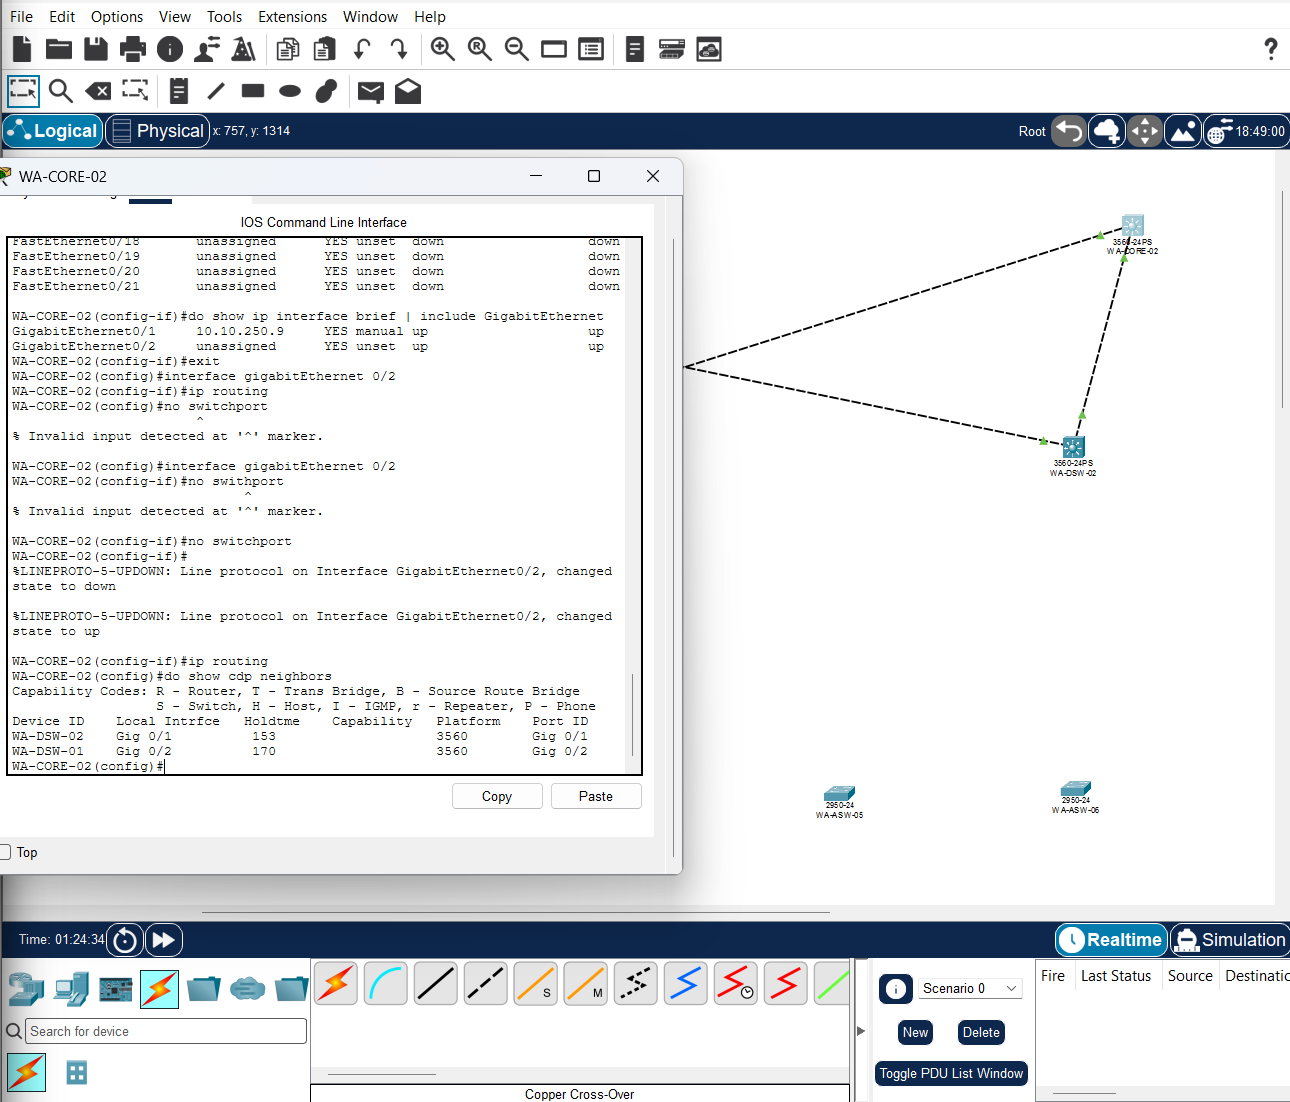 File Edit Options View Tools Extensions Window Help
Logical Physical x: 757, y: 1314 Root 18:49:00
WA-CORE-02
IOS Command Line Interface
FastEthernet0/18 unassigned YES unset down down
FastEthernet0/19 unassigned YES unset down down
FastEthernet0/20 unassigned YES unset down down
FastEthernet0/21 unassigned YES unset down down
WA-CORE-02(config-if)#do show ip interface brief | include GigabitEthernet
GigabitEthernet0/1 10.10.250.9 YES manual up up
GigabitEthernet0/2 unassigned YES unset up up
WA-CORE-02(config-if)#exit
WA-CORE-02(config)#interface gigabitEthernet 0/2
WA-CORE-02(config-if)#ip routing
WA-CORE-02(config)#no switchport
^
% Invalid input detected at '^' marker.
WA-CORE-02(config)#interface gigabitEthernet 0/2
WA-CORE-02(config-if)#no swithport
^
% Invalid input detected at '^' marker.
WA-CORE-02(config-if)#no switchport
WA-CORE-02(config-if)#
%LINEPROTO-5-UPDOWN: Line protocol on Interface GigabitEthernet0/2, changed
state to down
%LINEPROTO-5-UPDOWN: Line protocol on Interface GigabitEthernet0/2, changed
state to up
WA-CORE-02(config-if)#ip routing
WA-CORE-02(config)#do show cdp neighbors
Capability Codes: R - Router, T - Trans Bridge, B - Source Route Bridge
S - Switch, H - Host, I - IGMP, r - Repeater, P - Phone
Device ID Local Intrfce Holdtme Capability Platform Port ID
WA-DSW-02 Gig 0/1 153 3560 Gig 0/1
WA-DSW-01 Gig 0/2 170 3560 Gig 0/2
WA-CORE-02(config)#
Copy Paste
Top
3560-24PS
WA-CORE-02
3560-24PS
WA-DSW-02
2950-24
WA-ASW-05
2950-24
WA-ASW-06
Time: 01:24:34 Realtime Simulation
S M
Search for device
Copper Cross-Over
Scenario 0
New Delete
Toggle PDU List Window
Fire Last Status Source Destinatic